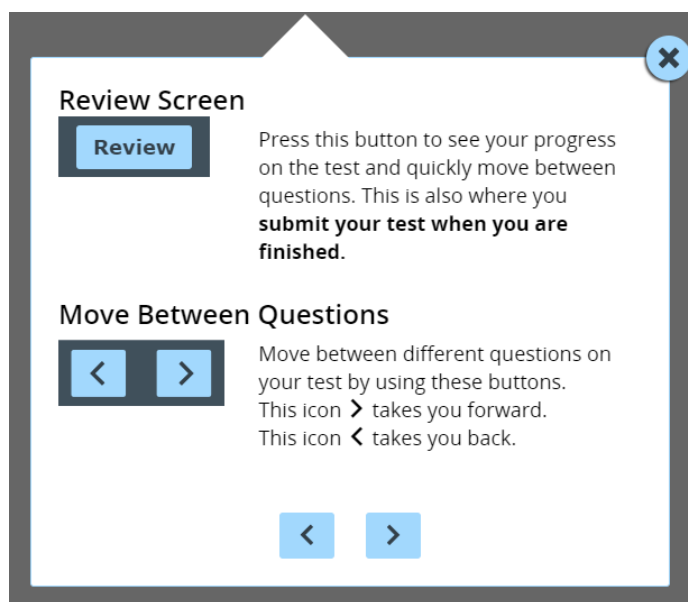 Review Screen
Review
Press this button to see your progress
on the test and quickly move between
questions. This is also where you
submit your test when you are
finished.
Move Between Questions
Move between different questions on
your test by using these buttons.
This icon > takes you forward.
This icon < takes you back.